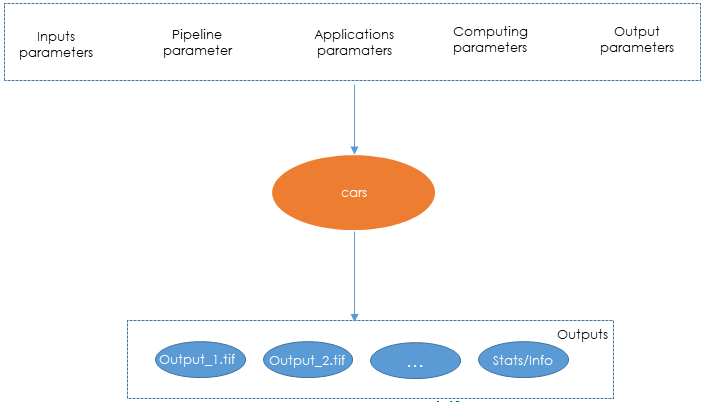 Inputs
parameters
Pipeline
parameter
Applications
paramaters
Computing
parameters
Output
parameters
cars
Outputs
Output_1.tif
Output_2.tif
...
Stats/Info